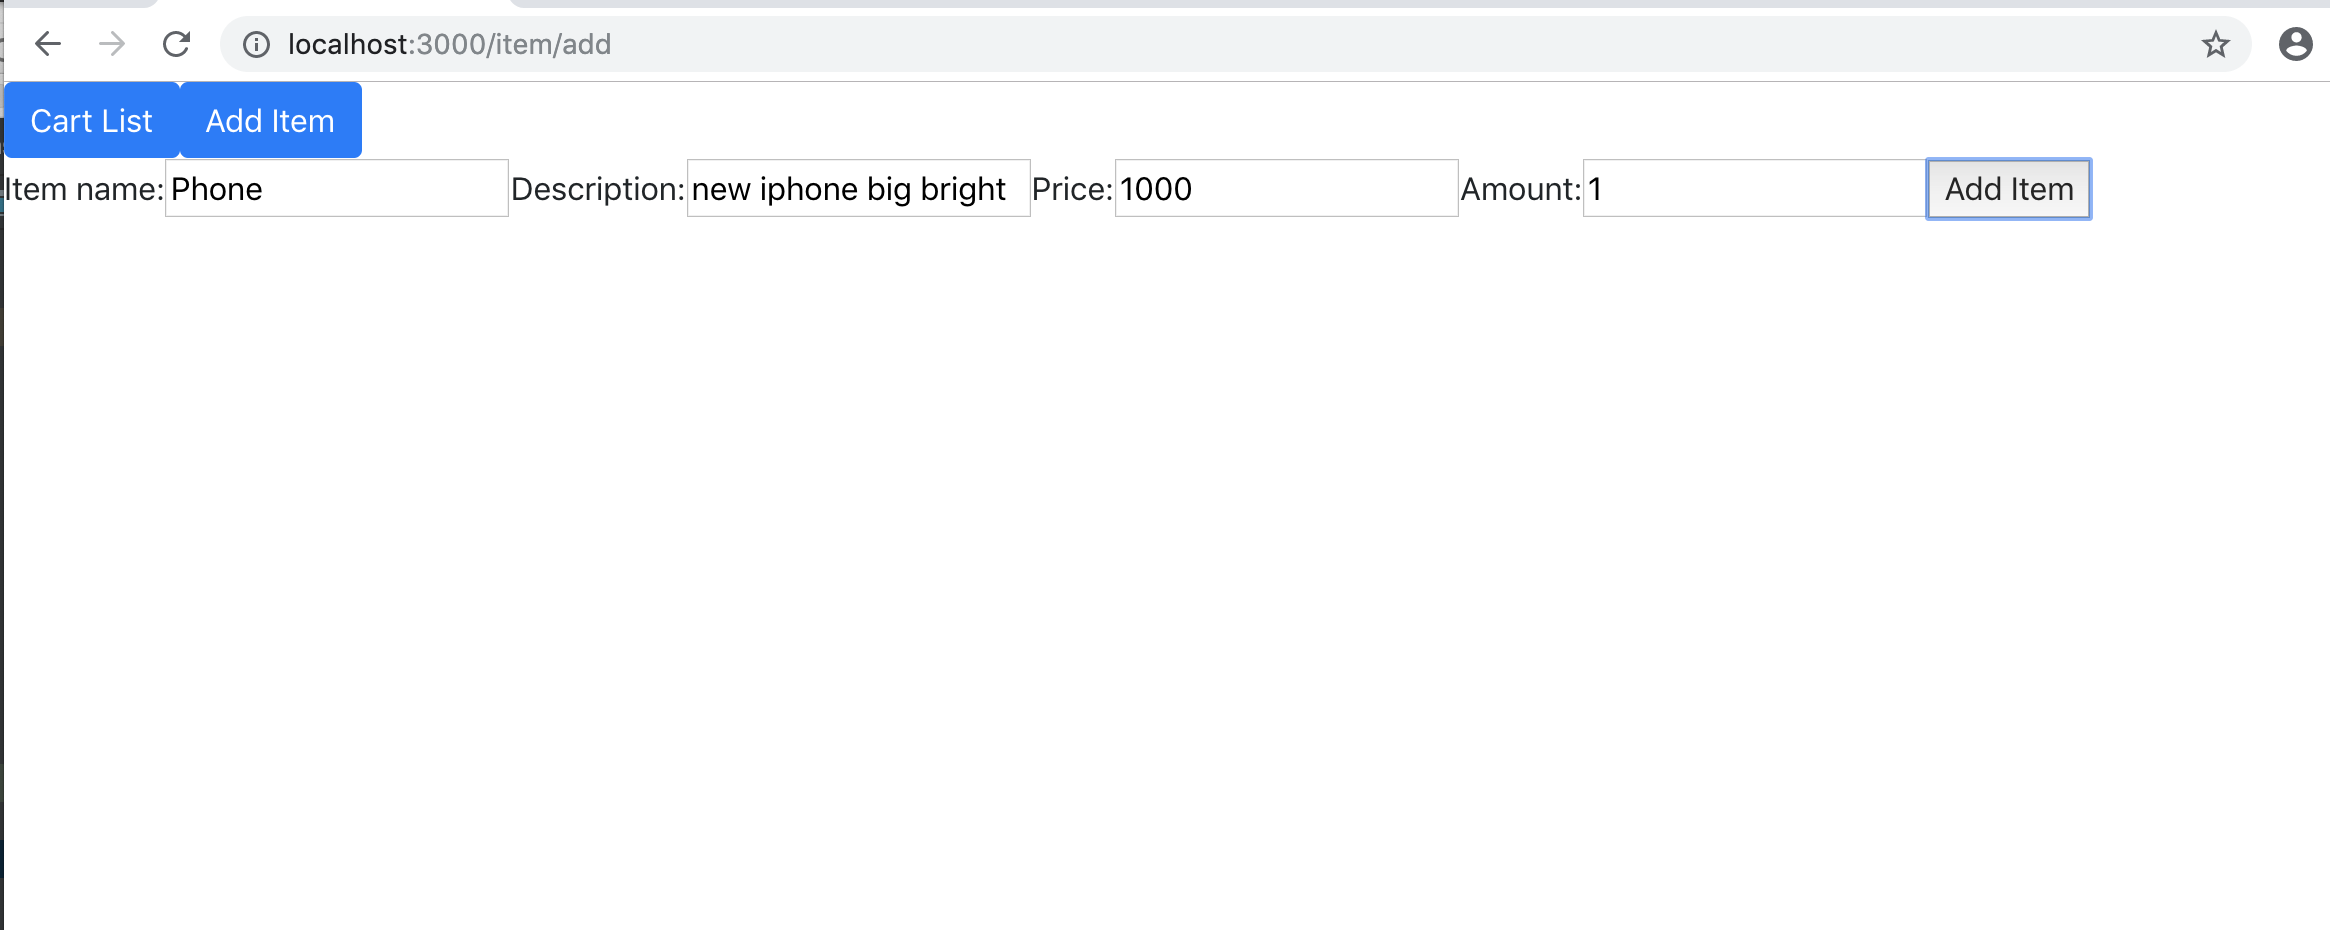 localhost:3000/item/add
Cart List Add Item
Item name: Phone Description: new iphone big bright Price: 1000 Amount: 1 Add Item